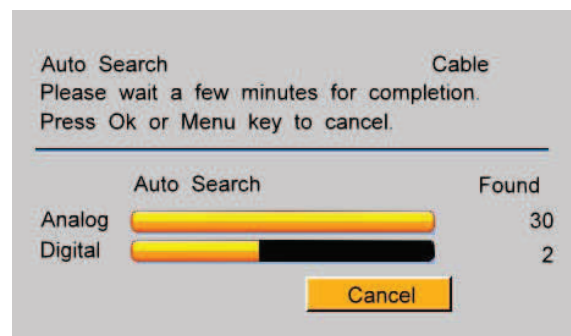 Auto Search Cable
Please wait a few minutes for completion.
Press Ok or Menu key to cancel.
Auto Search Found
Analog 30
Digital 2
Cancel